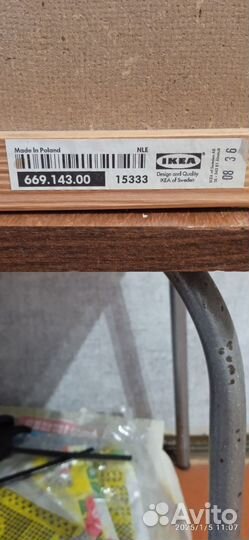 Made In Poland
NLE
669.143.00
15333
IKEA
Design and Quality
IKEA of Sweden
08 36
Avito
2025/1/5 11:07